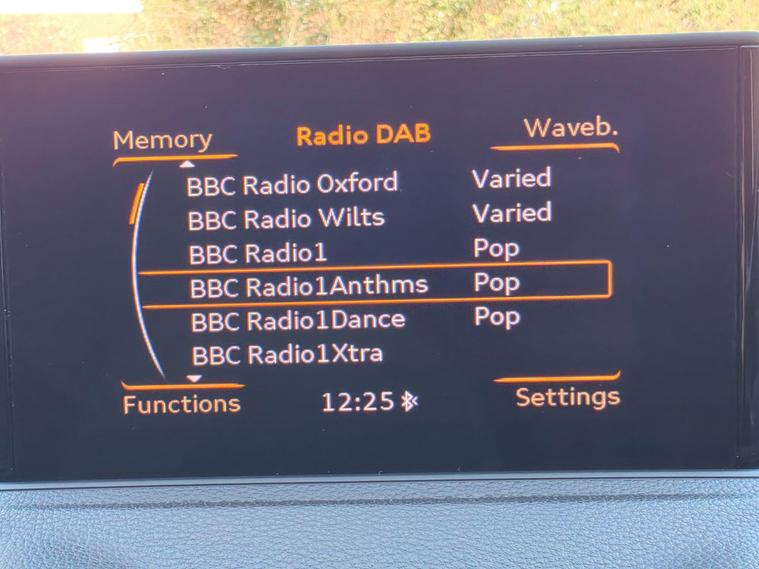 Memory Radio DAB Waveb.
BBC Radio Oxford Varied
BBC Radio Wilts Varied
BBC Radio1 Pop
BBC Radio1Anthms Pop
BBC Radio1Dance Pop
BBC Radio1Xtra
Functions 12:25 Settings